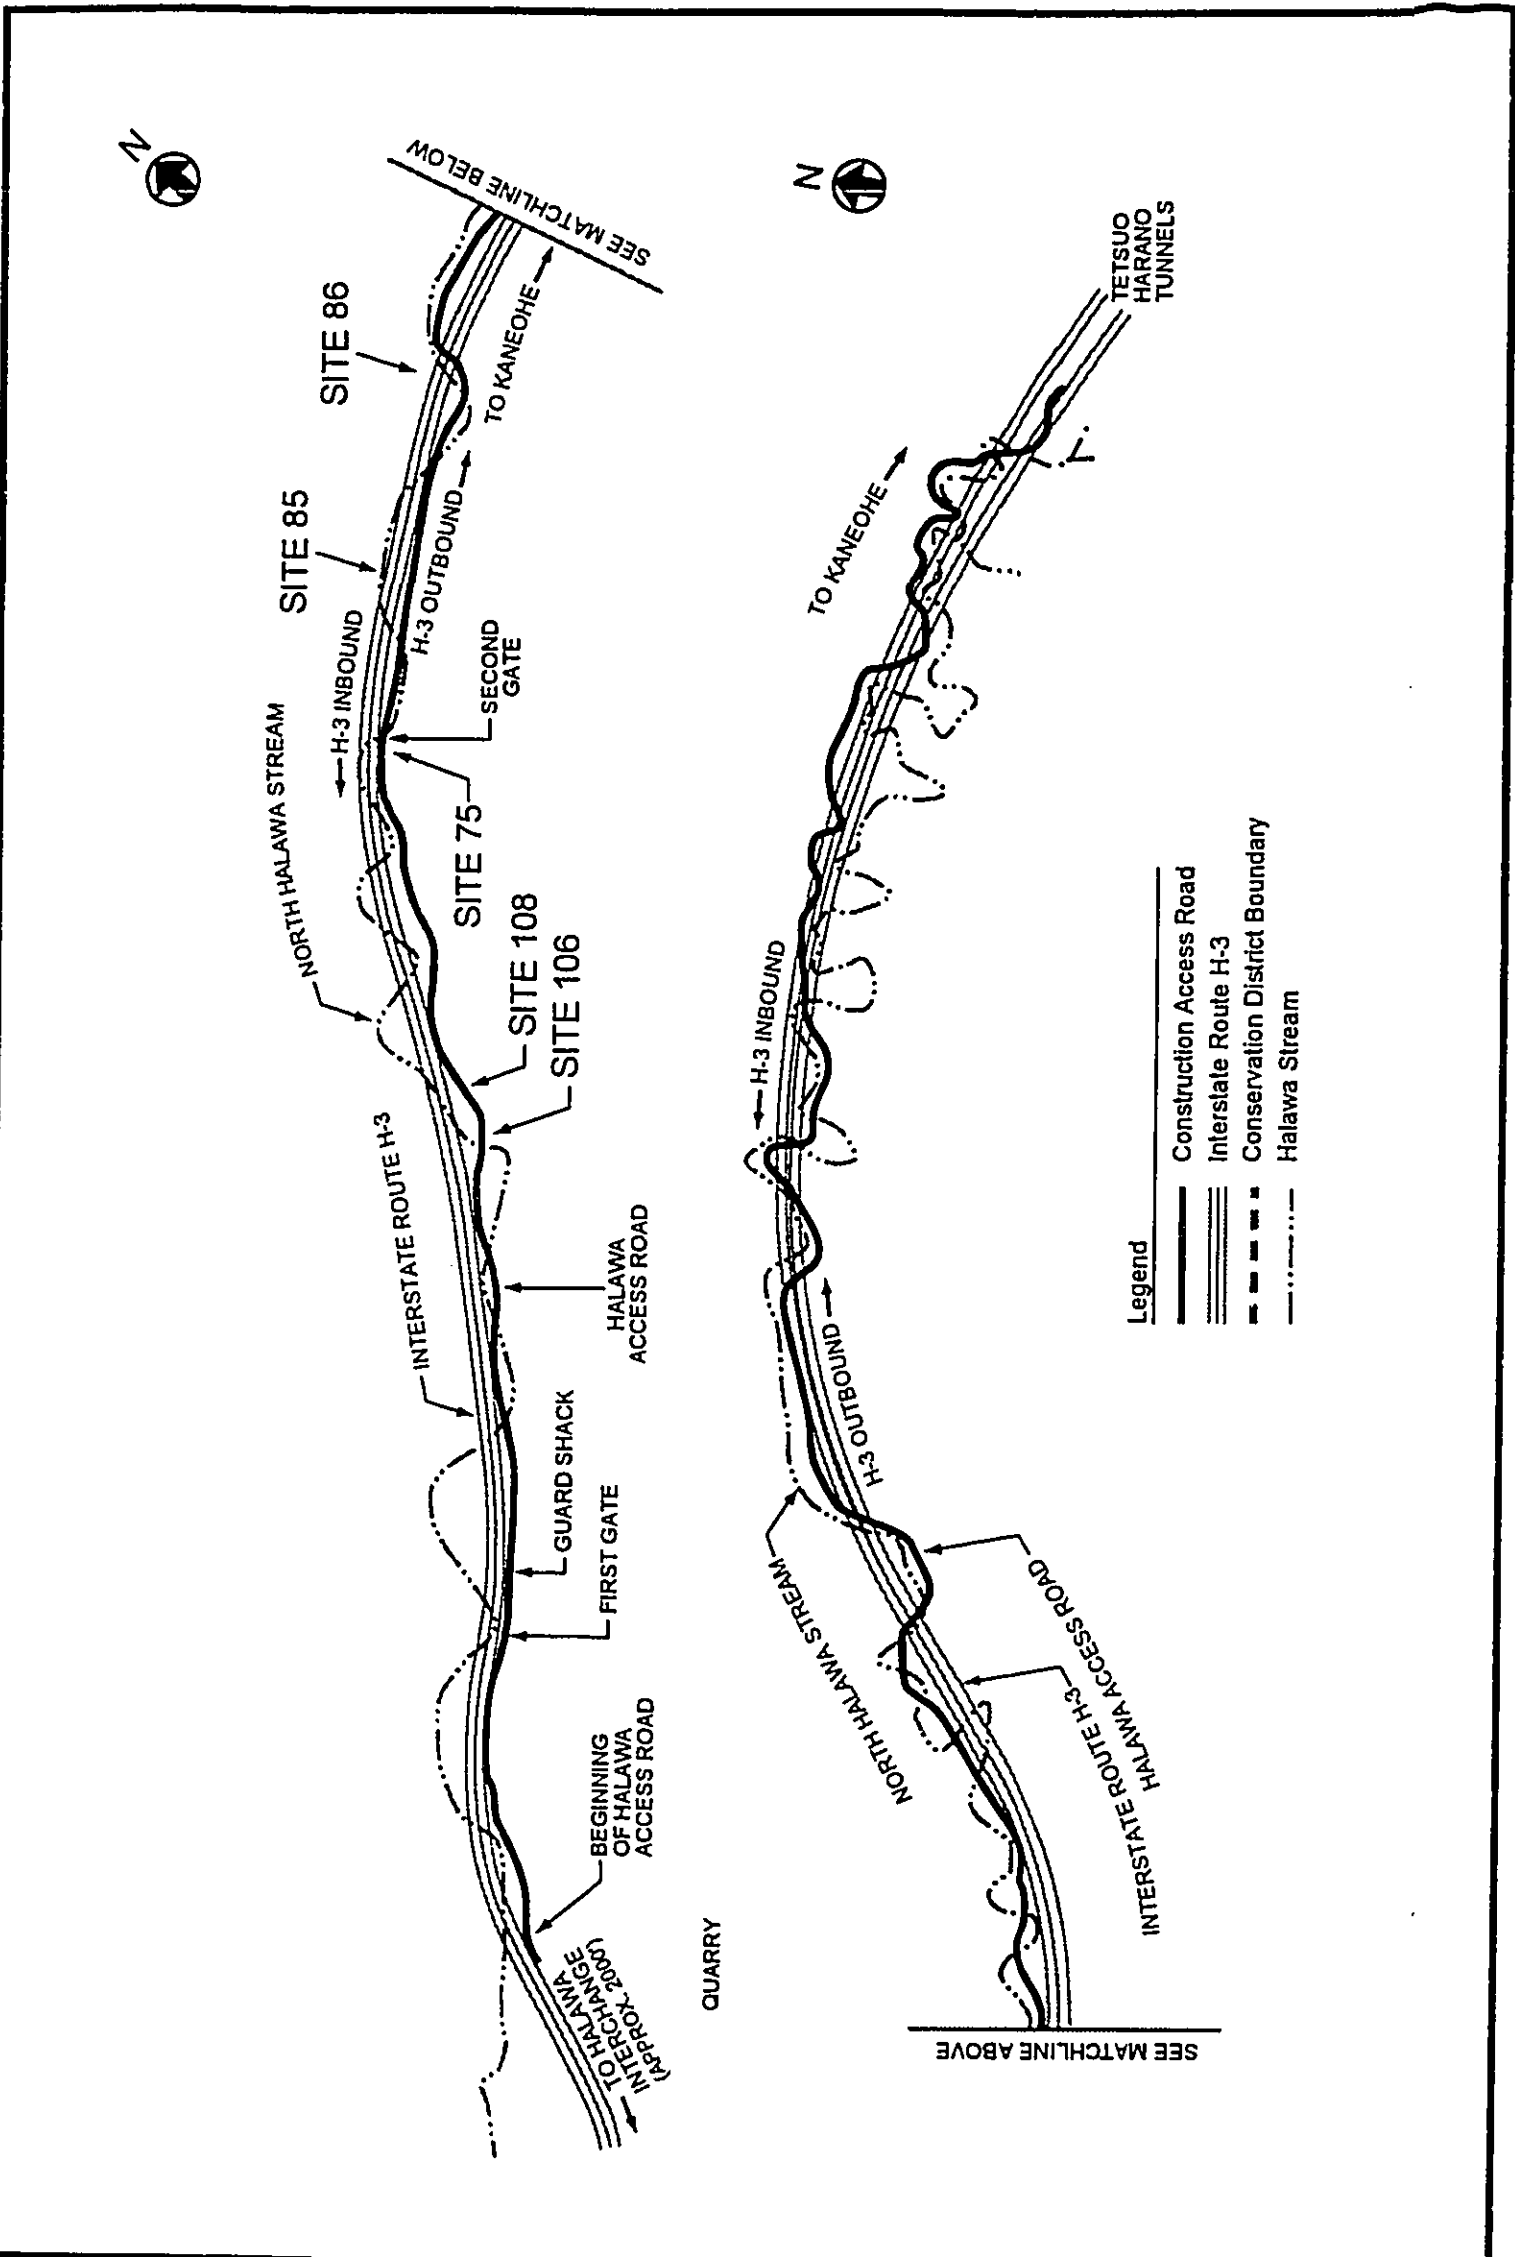 N
SEE MATCHLINE BELOW
SITE 86
TO KANEOHE
SITE 85
H-3 OUTBOUND
H-3 INBOUND
SECOND
GATE
NORTH HALAWA STREAM
SITE 75
SITE 108
SITE 106
INTERSTATE ROUTE H-3
HALAWA
ACCESS ROAD
GUARD SHACK
FIRST GATE
BEGINNING
OF HALAWA
ACCESS ROAD
TO HALAWA
INTERCHANGE
(APPROX. 2000')
QUARRY
N
TETSUO
HARANO
TUNNELS
TO KANEOHE
H-3 INBOUND
H-3 OUTBOUND
NORTH HALAWA STREAM
HALAWA ACCESS ROAD
INTERSTATE ROUTE H-3
SEE MATCHLINE ABOVE
Legend
Construction Access Road
Interstate Route H-3
Conservation District Boundary
Halawa Stream